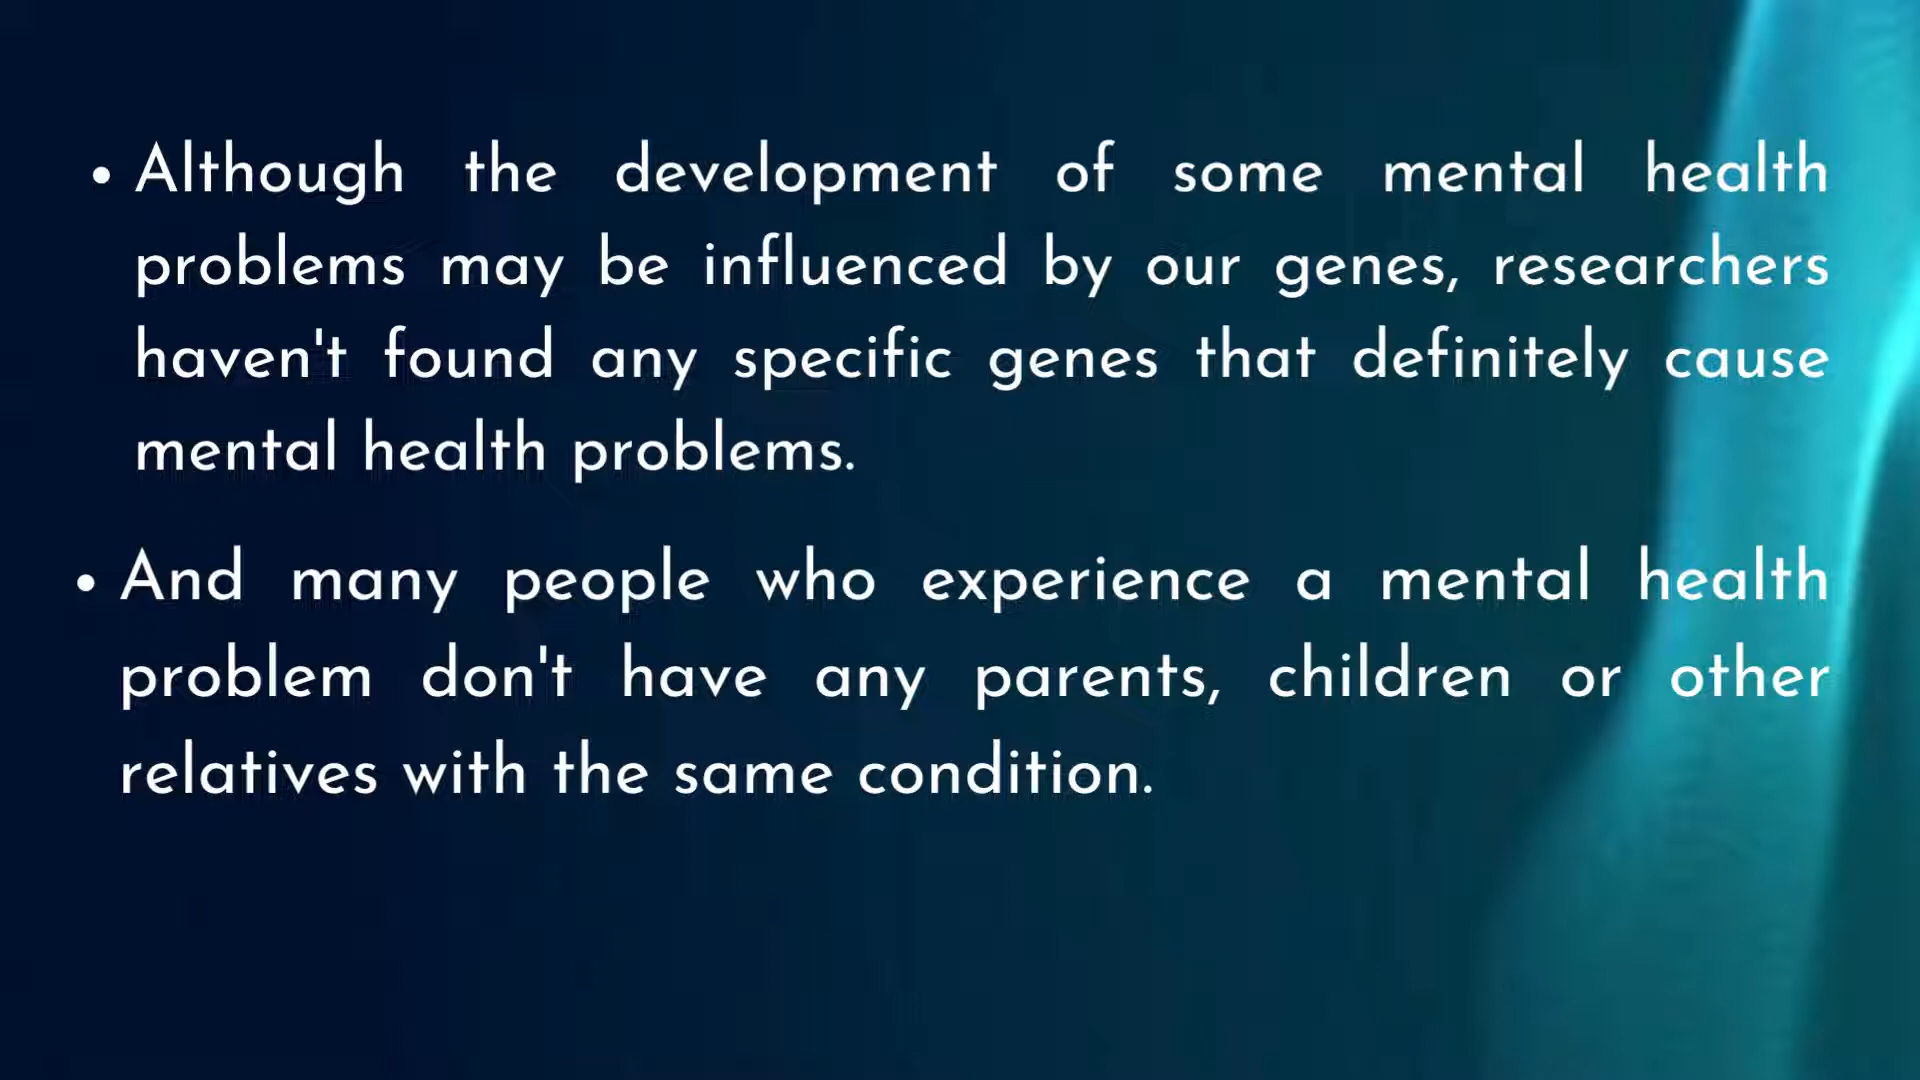 • Although the development of some mental health
problems may be influenced by our genes, researchers
haven't found any specific genes that definitely cause
mental health problems.
• And many people who experience a mental health
problem don't have any parents, children or other
relatives with the same condition.